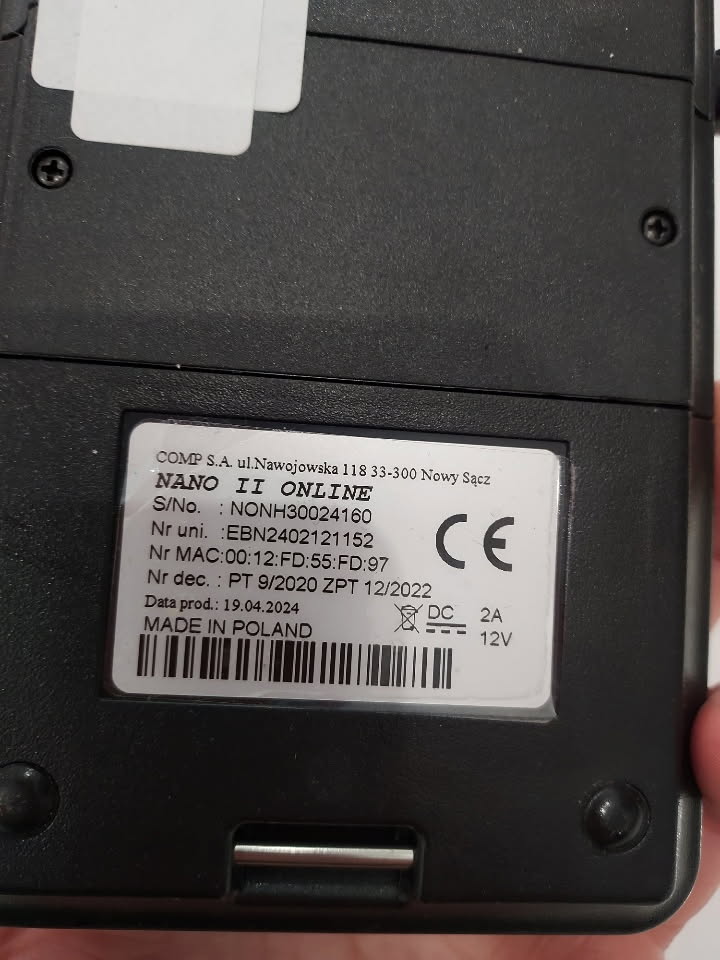 COMP S.A. ul.Nawojowska 118 33-300 Nowy Sącz
NANO II ONLINE
S/No. : NONH30024160
Nr uni. :EBN2402121152
Nr MAC:00:12:FD:55:FD:97
Nr dec. : PT 9/2020 ZPT 12/2022
Data prod.: 19.04.2024
MADE IN POLAND
CE
DC 2A
12V